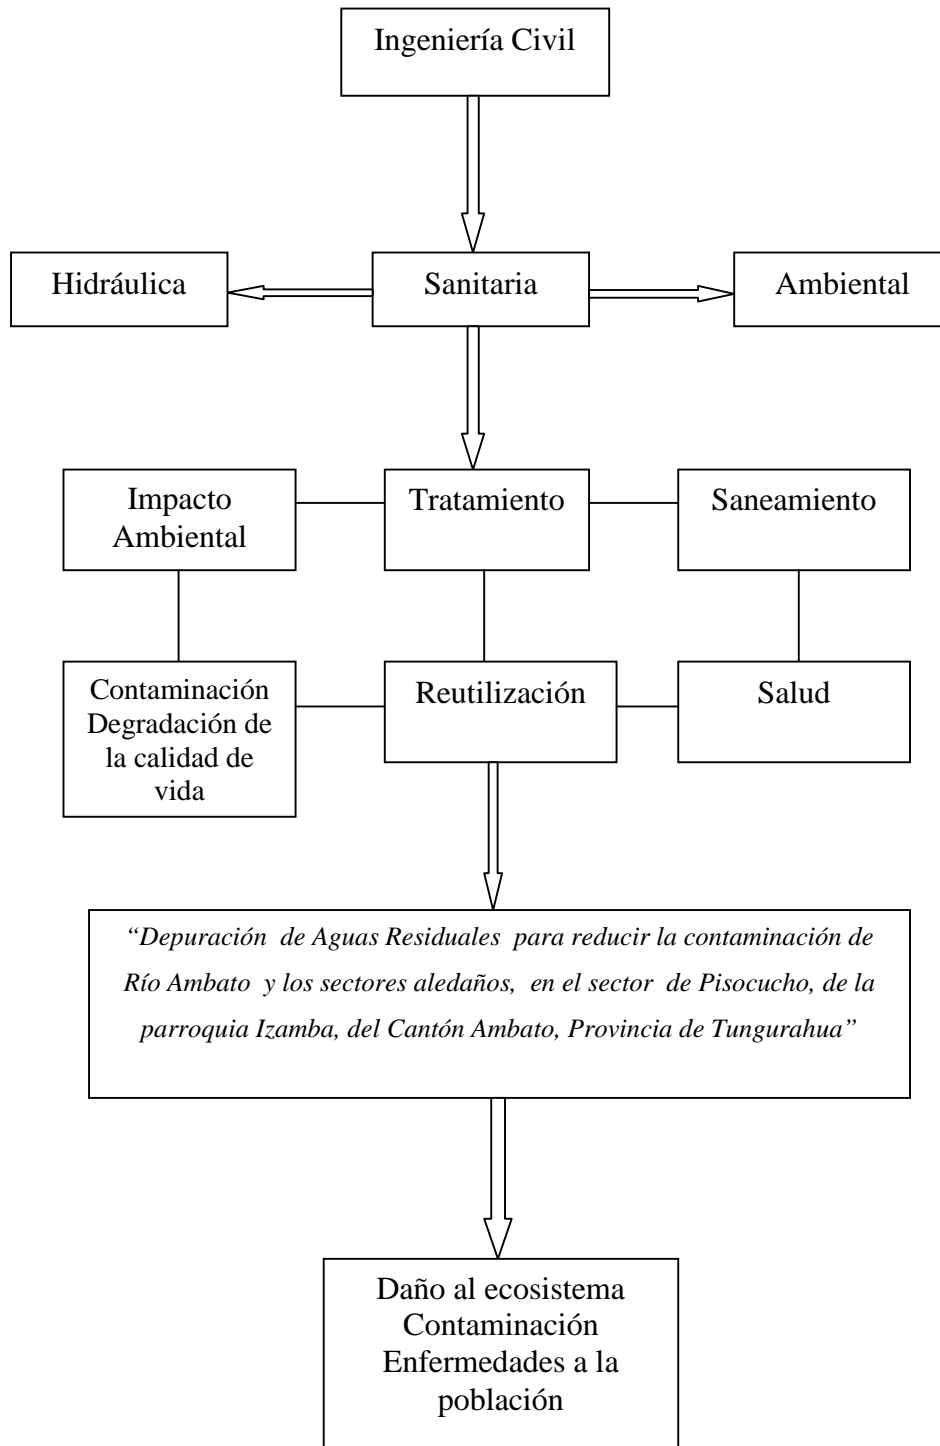 Ingeniería Civil
Hidráulica
Sanitaria
Ambiental
Impacto
Ambiental
Tratamiento
Saneamiento
Contaminación
Degradación de
la calidad de
vida
Reutilización
Salud
“Depuración de Aguas Residuales para reducir la contaminación de
Río Ambato y los sectores aledaños, en el sector de Pisocucho, de la
parroquia Izamba, del Cantón Ambato, Provincia de Tungurahua”
Daño al ecosistema
Contaminación
Enfermedades a la
población